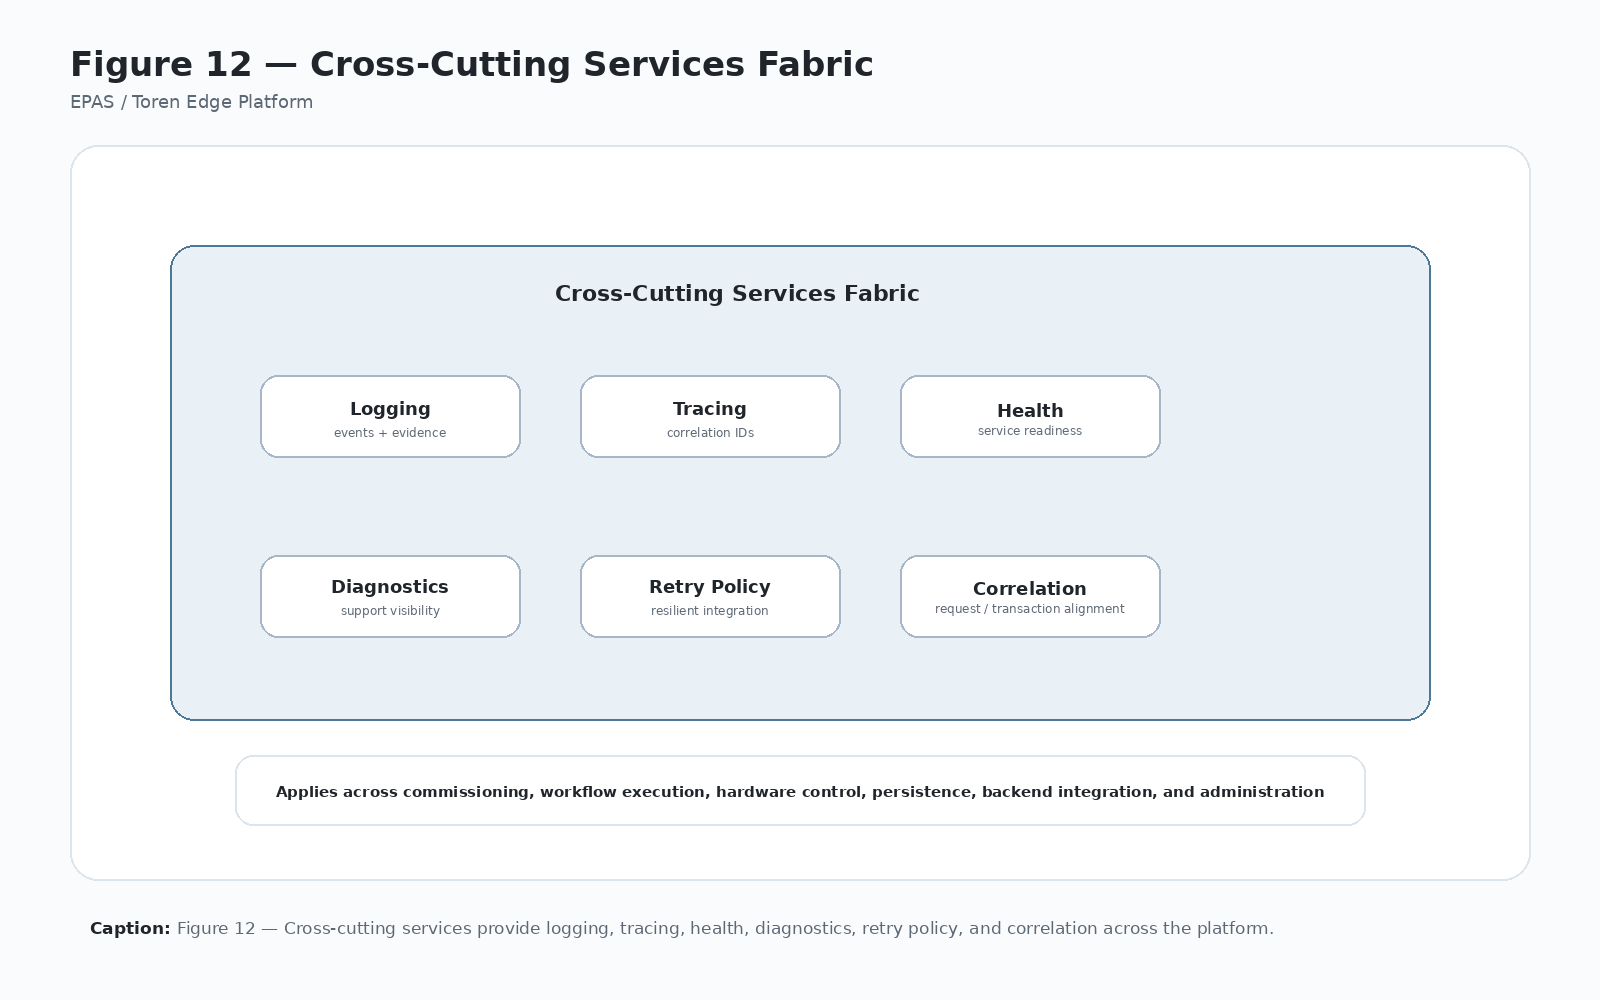 Figure 12 — Cross-Cutting Services Fabric
EPAS / Toren Edge Platform
Cross-Cutting Services Fabric
Logging
events + evidence
Tracing
correlation IDs
Health
service readiness
Diagnostics
support visibility
Retry Policy
resilient integration
Correlation
request / transaction alignment
Applies across commissioning, workflow execution, hardware control, persistence, backend integration, and administration
Caption: Figure 12 — Cross-cutting services provide logging, tracing, health, diagnostics, retry policy, and correlation across the platform.